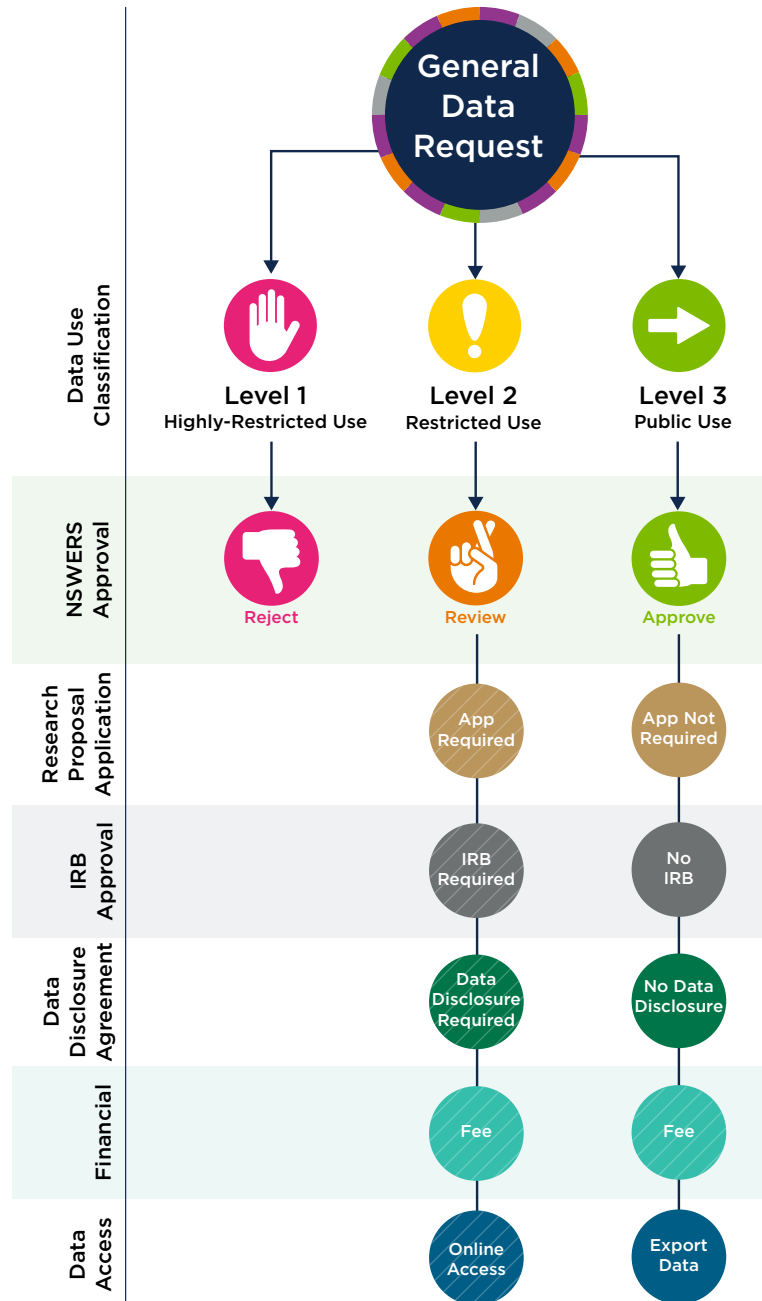 General
Data
Request
Data Use
Classification
Level 1
Highly-Restricted Use
Level 2
Restricted Use
Level 3
Public Use
NSWERS
Approval
Reject
Review
Approve
Research
Proposal
Application
App
Required
App Not
Required
IRB
Approval
IRB
Required
No
IRB
Data
Disclosure
Agreement
Data
Disclosure
Required
No Data
Disclosure
Financial
Fee
Fee
Data
Access
Online
Access
Export
Data